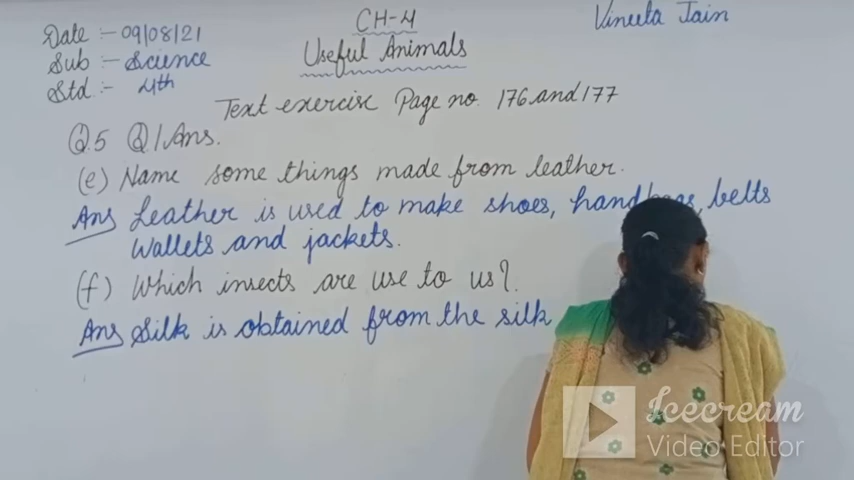 Date :- 09/08/21
Sub :- Science
Std :- 4th
CH-4
Useful Animals
Vineeta Jain
Text exercise Page no. 176 and 177
Q.5 Q1 Ans.
(e) Name some things made from leather.
Ans Leather is used to make shoes, handbags, belts
wallets and jackets.
(f) Which insects are use to us?
Ans Silk is obtained from the silk
Icecream
Video Editor